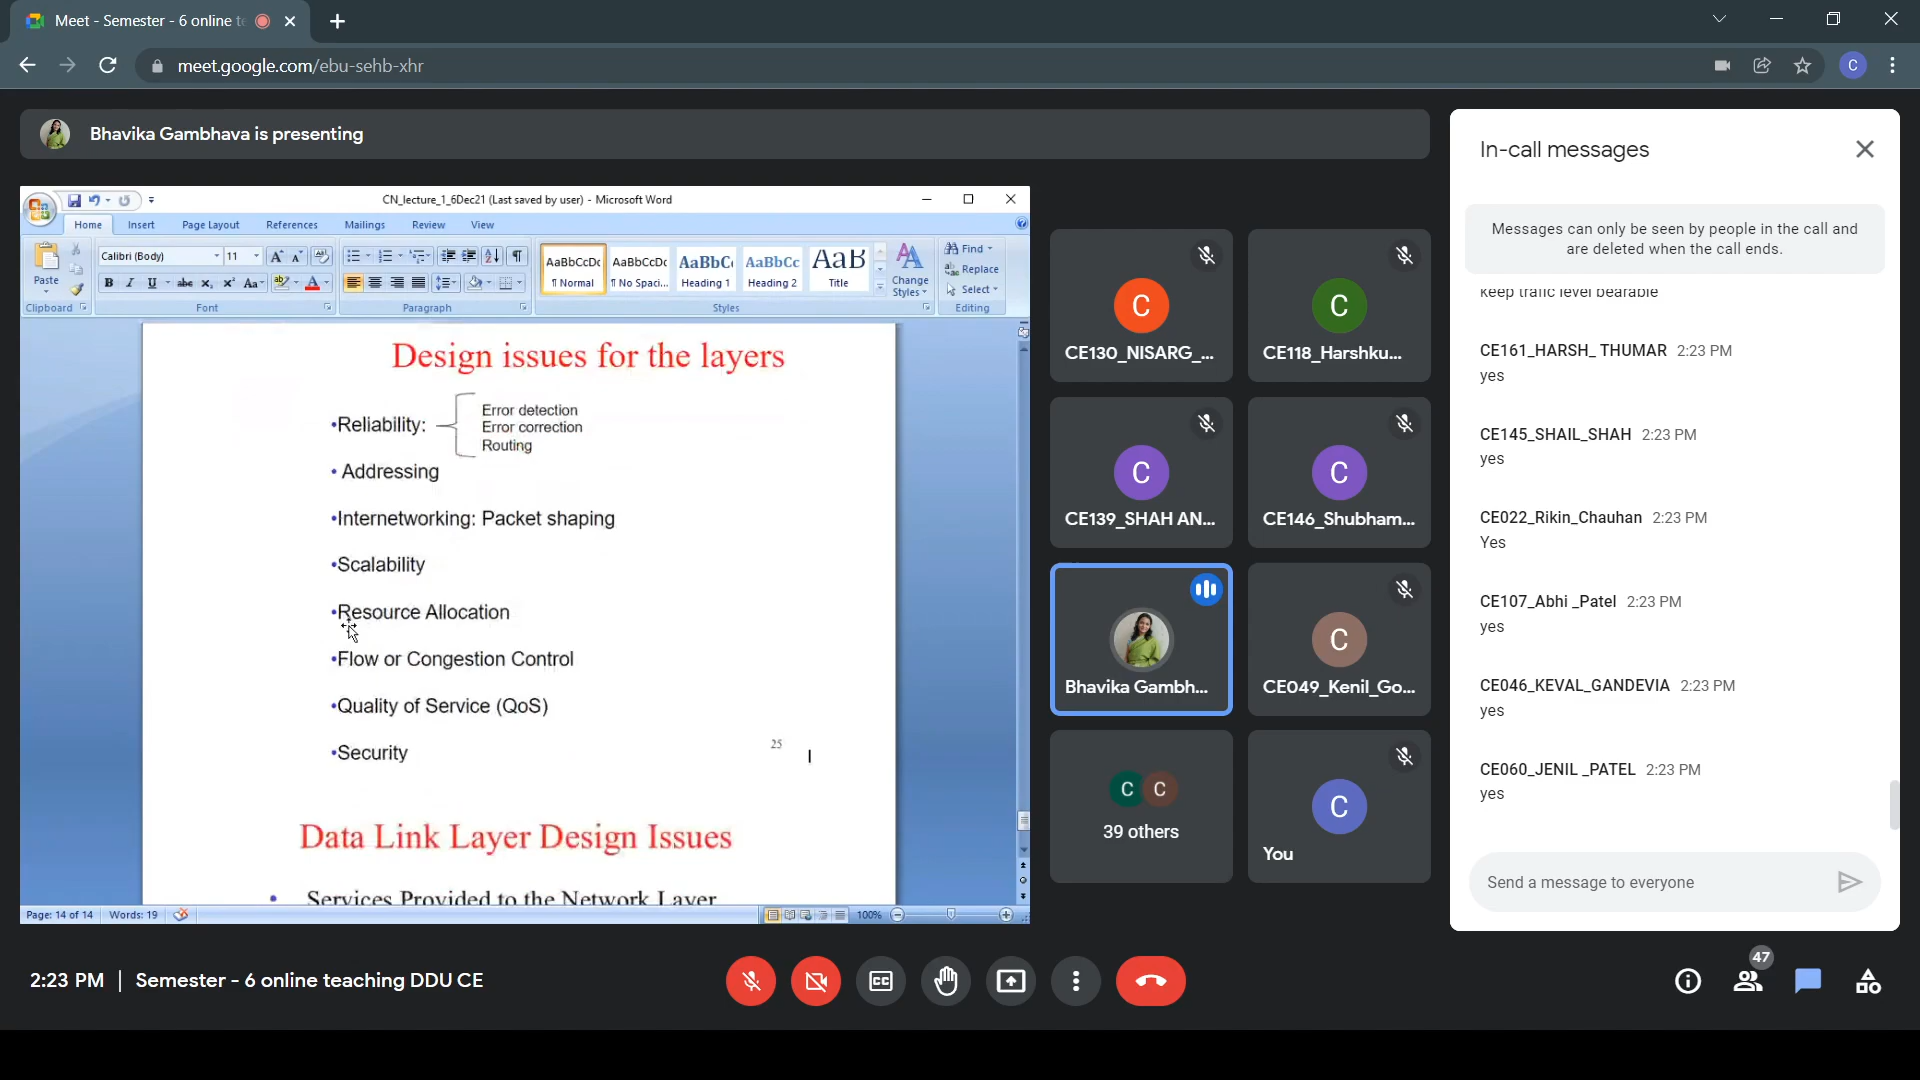 Meet - Semester - 6 online te
meet.google.com/ebu-sehb-xhr
C
Bhavika Gambhava is presenting
CN_lecture_1_6Dec21 (Last saved by user) - Microsoft Word
Home Insert Page Layout References Mailings Review View
Paste
Clipboard
Calibri (Body) 11
B I U abc X₂ X² Aa
Font
Paragraph
AaBbCcDc AaBbCcDc AaBbC AaBbCc AaB
¶ Normal ¶ No Spaci... Heading 1 Heading 2 Title
Change
Styles
Styles
Find
Replace
Select
Editing
Design issues for the layers
•Reliability:
Error detection
Error correction
Routing
• Addressing
•Internetworking: Packet shaping
•Scalability
•Resource Allocation
•Flow or Congestion Control
•Quality of Service (QoS)
•Security
25
Data Link Layer Design Issues
• Services Provided to the Network Layer
Page: 14 of 14 Words: 19
100%
C
CE130_NISARG_...
C
CE118_Harshku...
C
CE139_SHAH AN...
C
CE146_Shubham...
Bhavika Gambh...
C
CE049_Kenil_Go...
C C
39 others
C
You
In-call messages
Messages can only be seen by people in the call and
are deleted when the call ends.
keep trafic level bearable
CE161_HARSH_ THUMAR 2:23 PM
yes
CE145_SHAIL_SHAH 2:23 PM
yes
CE022_Rikin_Chauhan 2:23 PM
Yes
CE107_Abhi _Patel 2:23 PM
yes
CE046_KEVAL_GANDEVIA 2:23 PM
yes
CE060_JENIL _PATEL 2:23 PM
yes
Send a message to everyone
2:23 PM | Semester - 6 online teaching DDU CE
47